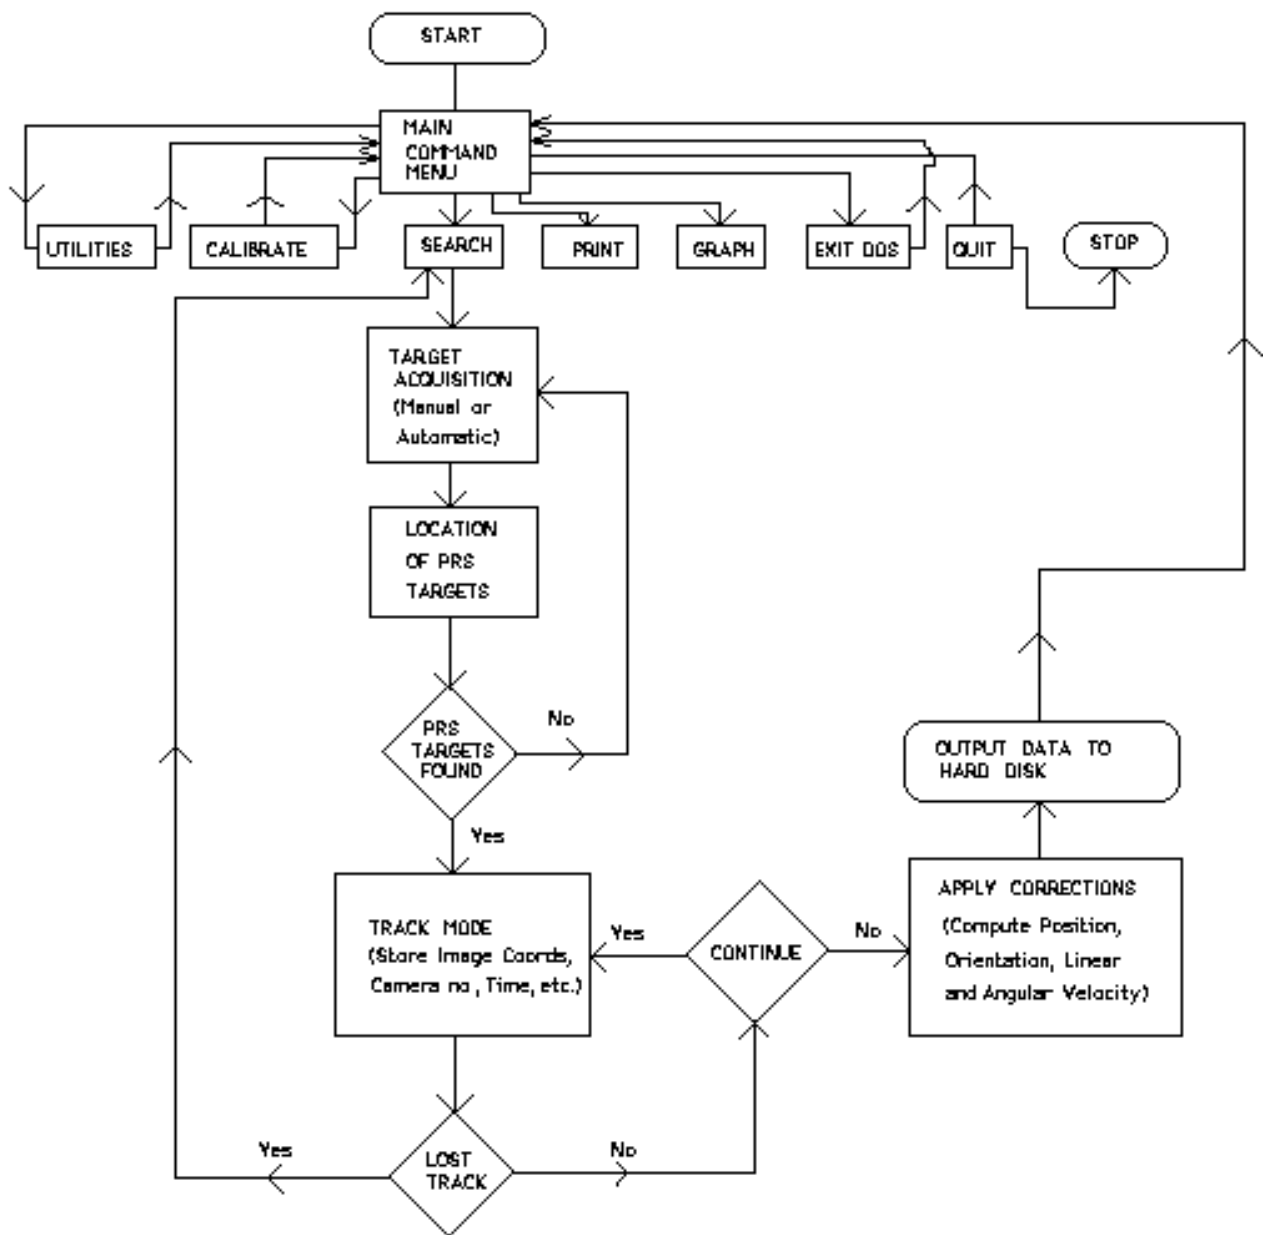 START
MAIN
COMMAND
MENU
UTILITIES
CALIBRATE
SEARCH
PRINT
GRAPH
EXIT DOS
QUIT
STOP
TARGET
ACQUISITION
(Manual or
Automatic)
LOCATION
OF PRS
TARGETS
PRS
TARGETS
FOUND
No
Yes
OUTPUT DATA TO
HARD DISK
TRACK MODE
(Store Image Coords,
Camera no., Time, etc.)
Yes
CONTINUE
No
APPLY CORRECTIONS
(Compute Position,
Orientation, Linear
and Angular Velocity)
Yes
LOST
TRACK
No